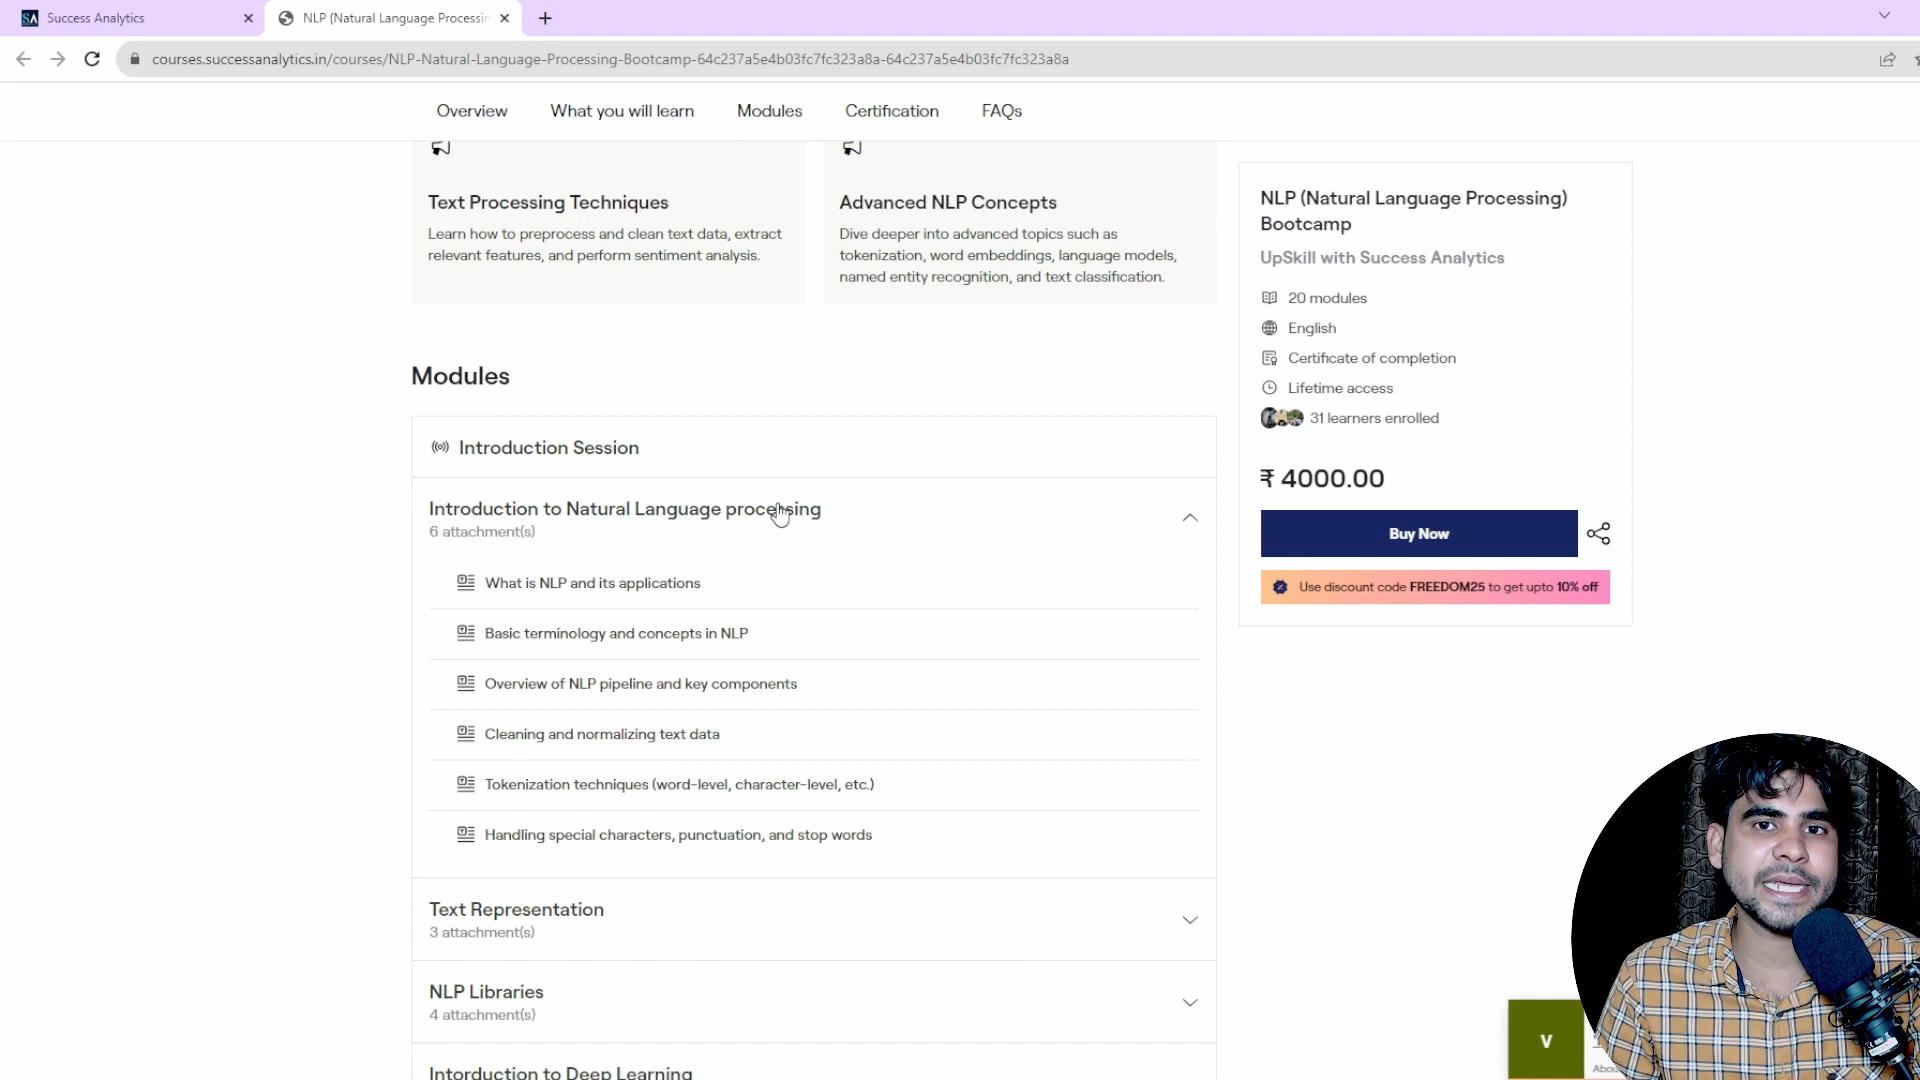 SA Success Analytics
NLP (Natural Language Processin
courses.successanalytics.in/courses/NLP-Natural-Language-Processing-Bootcamp-64c237a5e4b03fc7fc323a8a-64c237a5e4b03fc7fc323a8a
Overview What you will learn Modules Certification FAQs
Text Processing Techniques
Learn how to preprocess and clean text data, extract
relevant features, and perform sentiment analysis.
Advanced NLP Concepts
Dive deeper into advanced topics such as
tokenization, word embeddings, language models,
named entity recognition, and text classification.
Modules
Introduction Session
Introduction to Natural Language processing
6 attachment(s)
What is NLP and its applications
Basic terminology and concepts in NLP
Overview of NLP pipeline and key components
Cleaning and normalizing text data
Tokenization techniques (word-level, character-level, etc.)
Handling special characters, punctuation, and stop words
Text Representation
3 attachment(s)
NLP Libraries
4 attachment(s)
Intorduction to Deep Learning
NLP (Natural Language Processing)
Bootcamp
UpSkill with Success Analytics
20 modules
English
Certificate of completion
Lifetime access
31 learners enrolled
₹ 4000.00
Buy Now
Use discount code FREEDOM25 to get upto 10% off
V